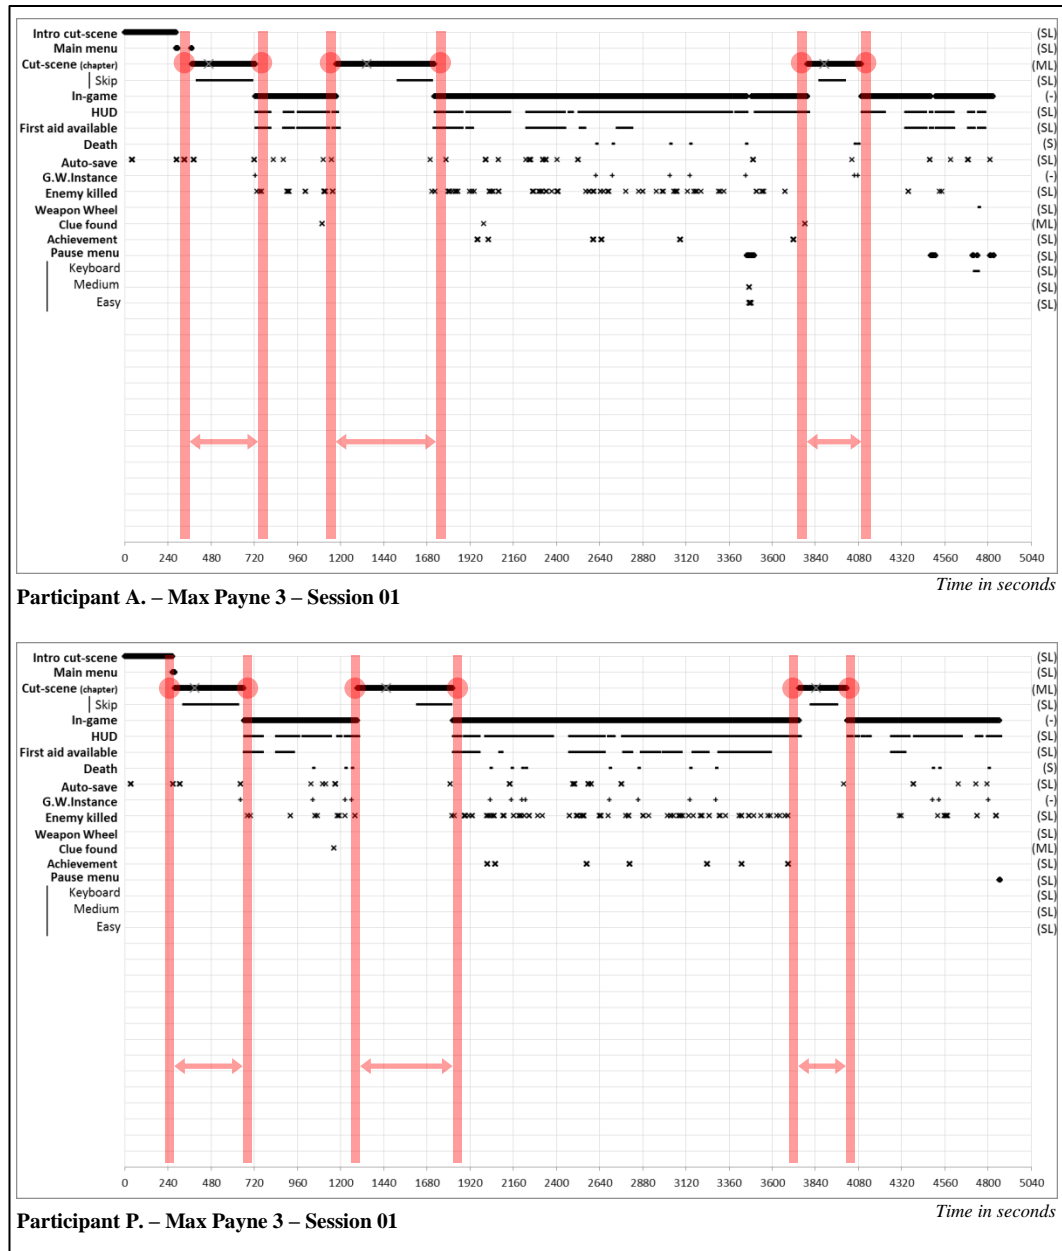 Intro cut-scene (SL)
Main menu (SL)
Cut-scene (chapter) (ML)
Skip (SL)
In-game (-)
HUD (SL)
First aid available (SL)
Death (S)
Auto-save (SL)
G.W.Instance (-)
Enemy killed (SL)
Weapon Wheel (SL)
Clue found (ML)
Achievement (SL)
Pause menu (SL)
Keyboard (SL)
Medium (SL)
Easy (SL)
0 240 480 720 960 1200 1440 1680 1920 2160 2400 2640 2880 3120 3360 3600 3840 4080 4320 4560 4800 5040
Time in seconds
Participant A. – Max Payne 3 – Session 01
Intro cut-scene (SL)
Main menu (SL)
Cut-scene (chapter) (ML)
Skip (SL)
In-game (-)
HUD (SL)
First aid available (SL)
Death (S)
Auto-save (SL)
G.W.Instance (-)
Enemy killed (SL)
Weapon Wheel (SL)
Clue found (ML)
Achievement (SL)
Pause menu (SL)
Keyboard (SL)
Medium (SL)
Easy (SL)
0 240 480 720 960 1200 1440 1680 1920 2160 2400 2640 2880 3120 3360 3600 3840 4080 4320 4560 4800 5040
Time in seconds
Participant P. – Max Payne 3 – Session 01